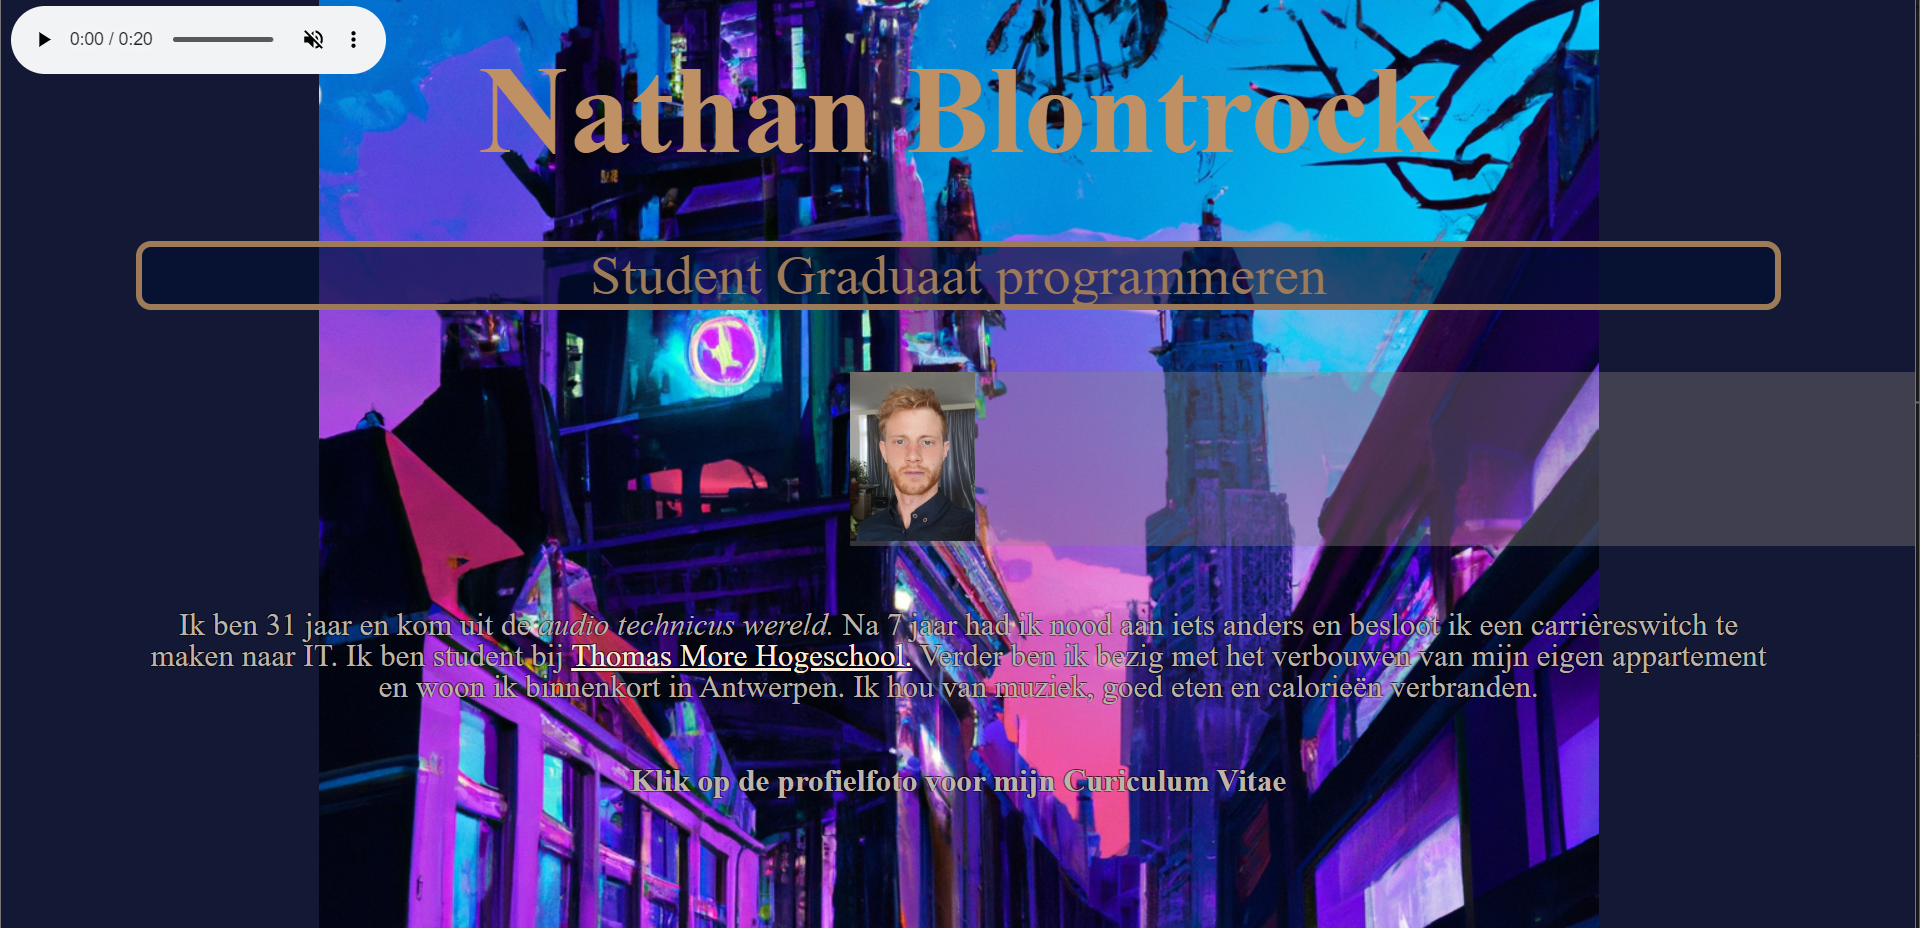 0:00 / 0:20
Nathan Blontrock
Student Graduaat programmeren
Ik ben 31 jaar en kom uit de audio technicus wereld. Na 7 jaar had ik nood aan iets anders en besloot ik een carrièreswitch te
maken naar IT. Ik ben student bij Thomas More Hogeschool. Verder ben ik bezig met het verbouwen van mijn eigen appartement
en woon ik binnenkort in Antwerpen. Ik hou van muziek, goed eten en calorieën verbranden.
Klik op de profielfoto voor mijn Curiculum Vitae